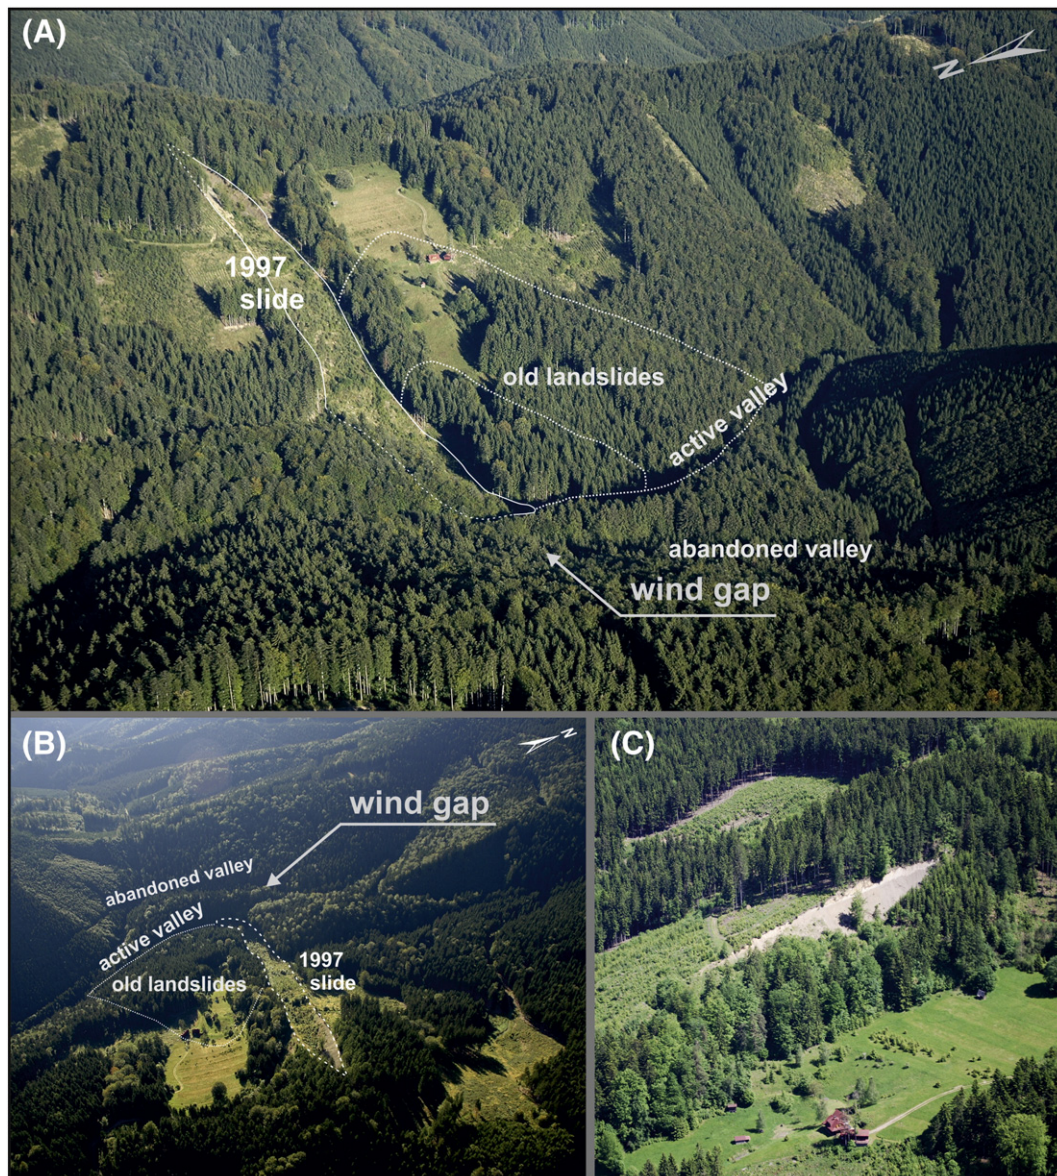 (A)
N
1997
slide
old landslides
active valley
abandoned valley
wind gap
(B)
N
wind gap
abandoned valley
active valley
1997
slide
old landslides
(C)